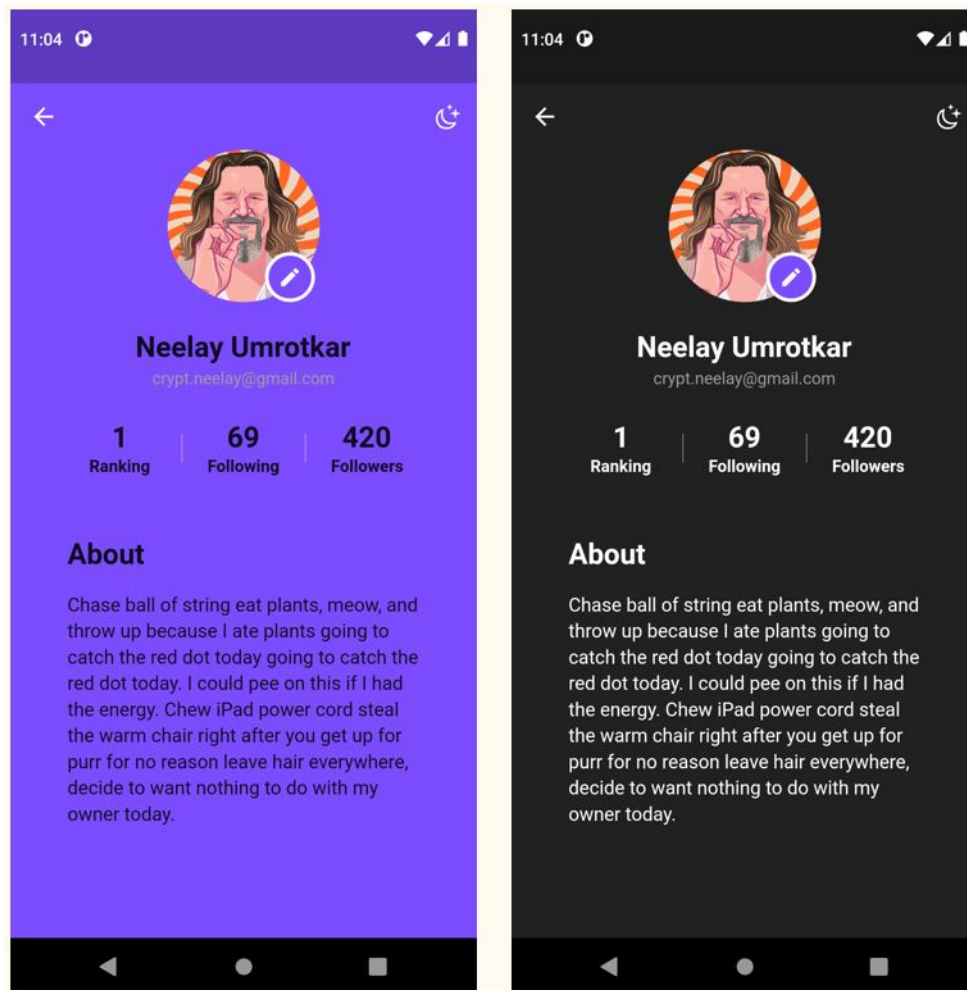 11:04
Neelay Umrotkar
crypt.neelay@gmail.com
1 69 420
Ranking Following Followers
About
Chase ball of string eat plants, meow, and
throw up because I ate plants going to
catch the red dot today going to catch the
red dot today. I could pee on this if I had
the energy. Chew iPad power cord steal
the warm chair right after you get up for
purr for no reason leave hair everywhere,
decide to want nothing to do with my
owner today.
11:04
Neelay Umrotkar
crypt.neelay@gmail.com
1 69 420
Ranking Following Followers
About
Chase ball of string eat plants, meow, and
throw up because I ate plants going to
catch the red dot today going to catch the
red dot today. I could pee on this if I had
the energy. Chew iPad power cord steal
the warm chair right after you get up for
purr for no reason leave hair everywhere,
decide to want nothing to do with my
owner today.